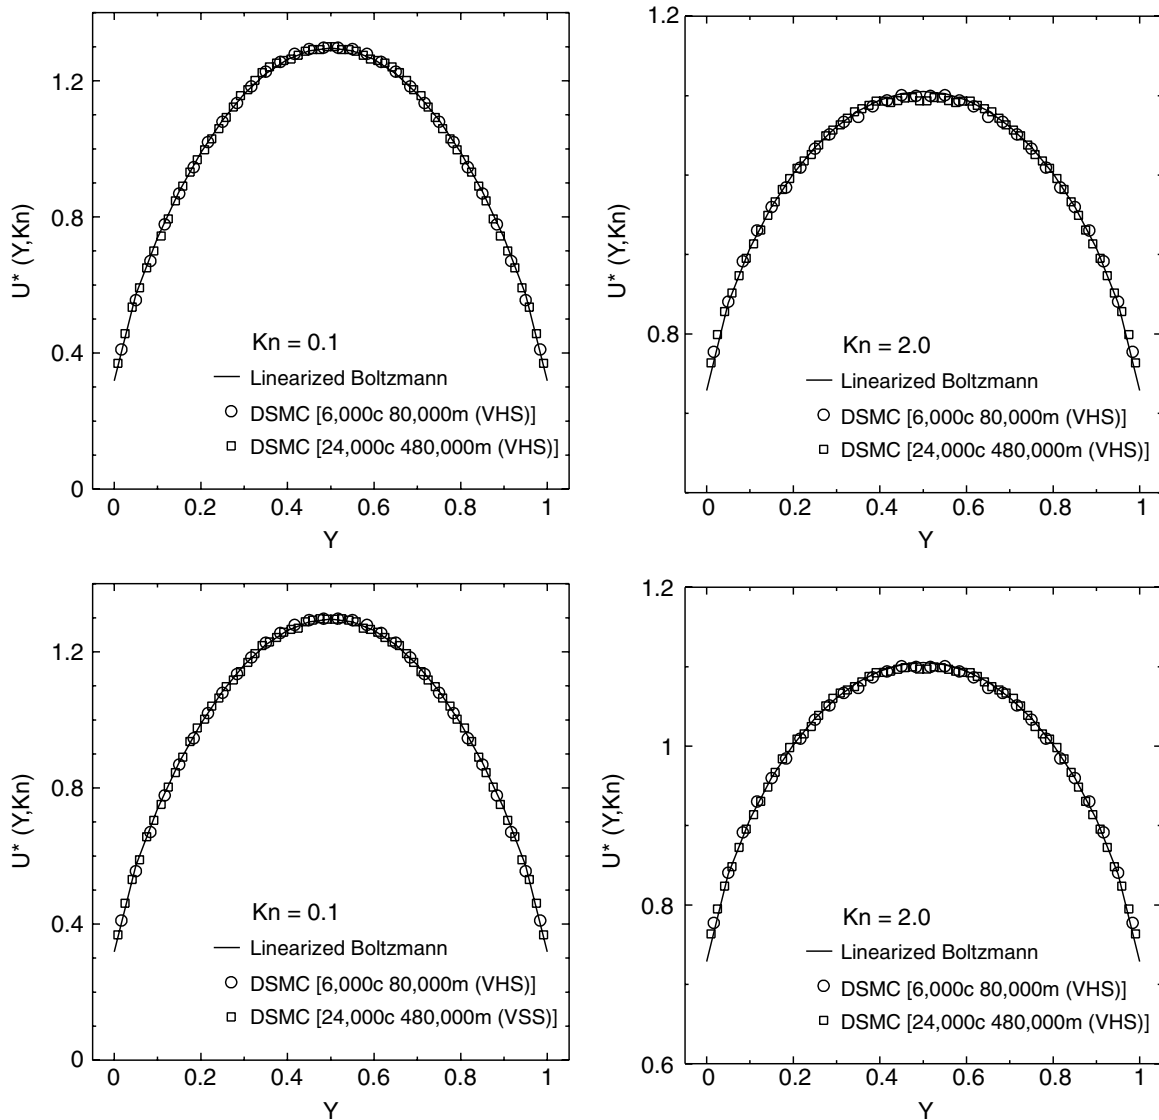 1.2
0.8
0.4
0
U* (Y,Kn)
Kn = 0.1
Linearized Boltzmann
DSMC [6,000c 80,000m (VHS)]
DSMC [24,000c 480,000m (VHS)]
0 0.2 0.4 0.6 0.8 1
Y
1.2
0.8
U* (Y,Kn)
Kn = 2.0
Linearized Boltzmann
DSMC [6,000c 80,000m (VHS)]
DSMC [24,000c 480,000m (VHS)]
0 0.2 0.4 0.6 0.8 1
Y
1.2
0.8
0.4
0
U* (Y,Kn)
Kn = 0.1
Linearized Boltzmann
DSMC [6,000c 80,000m (VHS)]
DSMC [24,000c 480,000m (VSS)]
0 0.2 0.4 0.6 0.8 1
Y
1.2
1
0.8
0.6
U* (Y,Kn)
Kn = 2.0
Linearized Boltzmann
DSMC [6,000c 80,000m (VHS)]
DSMC [24,000c 480,000m (VHS)]
0 0.2 0.4 0.6 0.8 1
Y